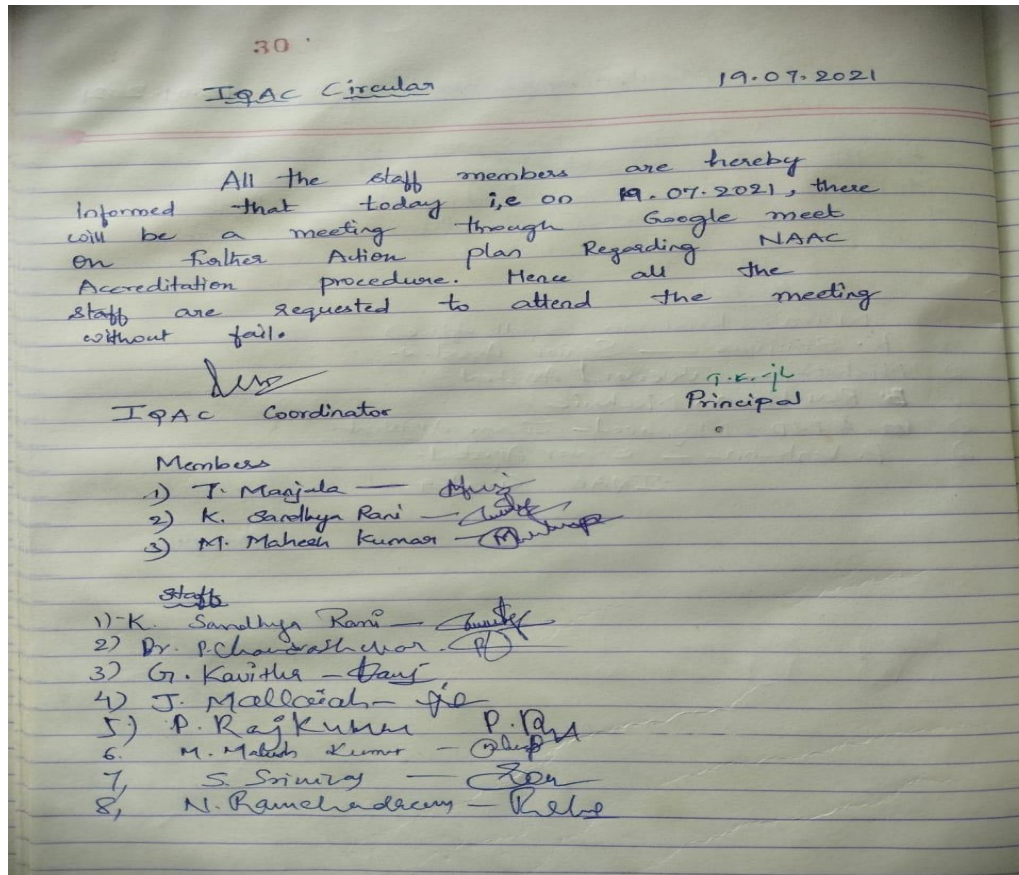 30
IQAC Circular 19.07.2021
All the staff members are hereby
Informed that today i,e on 19.07.2021, there
will be a meeting through Google meet
on further Action plan Regarding NAAC
Accreditation procedure. Hence all the
staff are requested to attend the meeting
without fail.
IQAC Coordinator Principal
Members
1) T. Manjula —
2) K. Sandhya Rani —
3) M. Mahesh Kumar —
Staff
1) K. Sandhya Rani —
2) Dr. P. Chandrashekar.
3) G. Kavitha —
4) J. Mallaiah —
5) P. Rajkumar
6. M. Mahesh Kumar —
7, S. Srinivas —
8, N. Ramchandram —